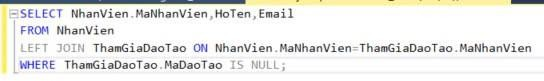 SELECT NhanVien.MaNhanVien,HoTen,Email
FROM NhanVien
LEFT JOIN ThamGiaDaoTao ON NhanVien.MaNhanVien=ThamGiaDaoTao.MaNhanVien
WHERE ThamGiaDaoTao.MaDaoTao IS NULL;